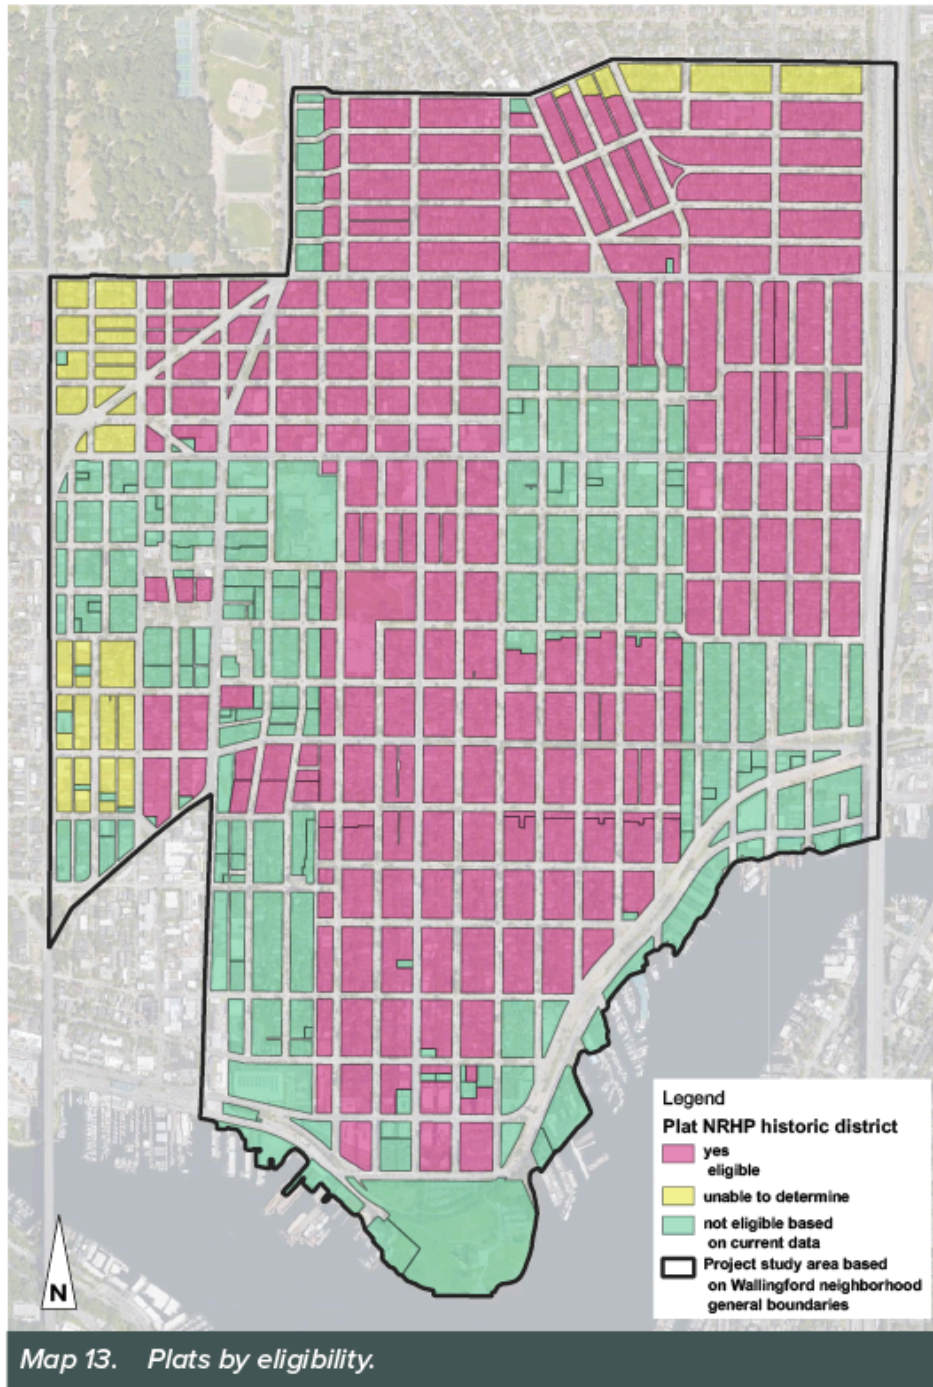 Legend
Plat NRHP historic district
yes
eligible
unable to determine
not eligible based
on current data
Project study area based
on Wallingford neighborhood
general boundaries
N
Map 13. Plats by eligibility.